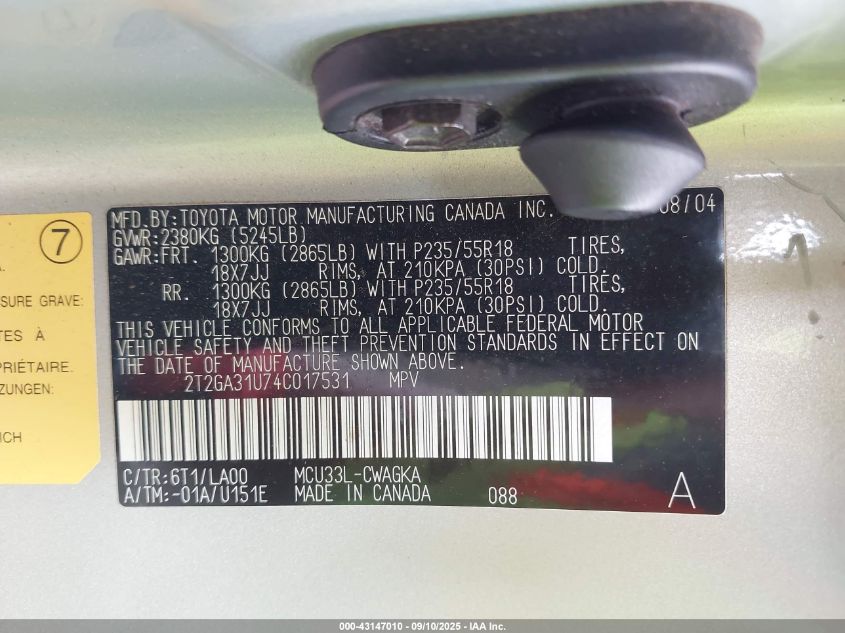 7
A.
SURE GRAVE:
TES À
PRIÉTAIRE.
ZUNGEN:
ICH
MFD.BY:TOYOTA MOTOR MANUFACTURING CANADA INC. 08/04
GVWR:2380KG (5245LB)
GAWR:FRT. 1300KG (2865LB) WITH P235/55R18 TIRES,
18X7JJ RIMS, AT 210KPA (30PSI) COLD.
RR. 1300KG (2865LB) WITH P235/55R18 TIRES,
18X7JJ RIMS, AT 210KPA (30PSI) COLD.
THIS VEHICLE CONFORMS TO ALL APPLICABLE FEDERAL MOTOR
VEHICLE SAFETY AND THEFT PREVENTION STANDARDS IN EFFECT ON
THE DATE OF MANUFACTURE SHOWN ABOVE.
2T2GA31U74C017531 MPV
C/TR:6T1/LA00 MCU33L-CWAGKA
A/TM:-01A/U151E MADE IN CANADA 088 A
000-43147010 - 09/10/2025 - IAA Inc.